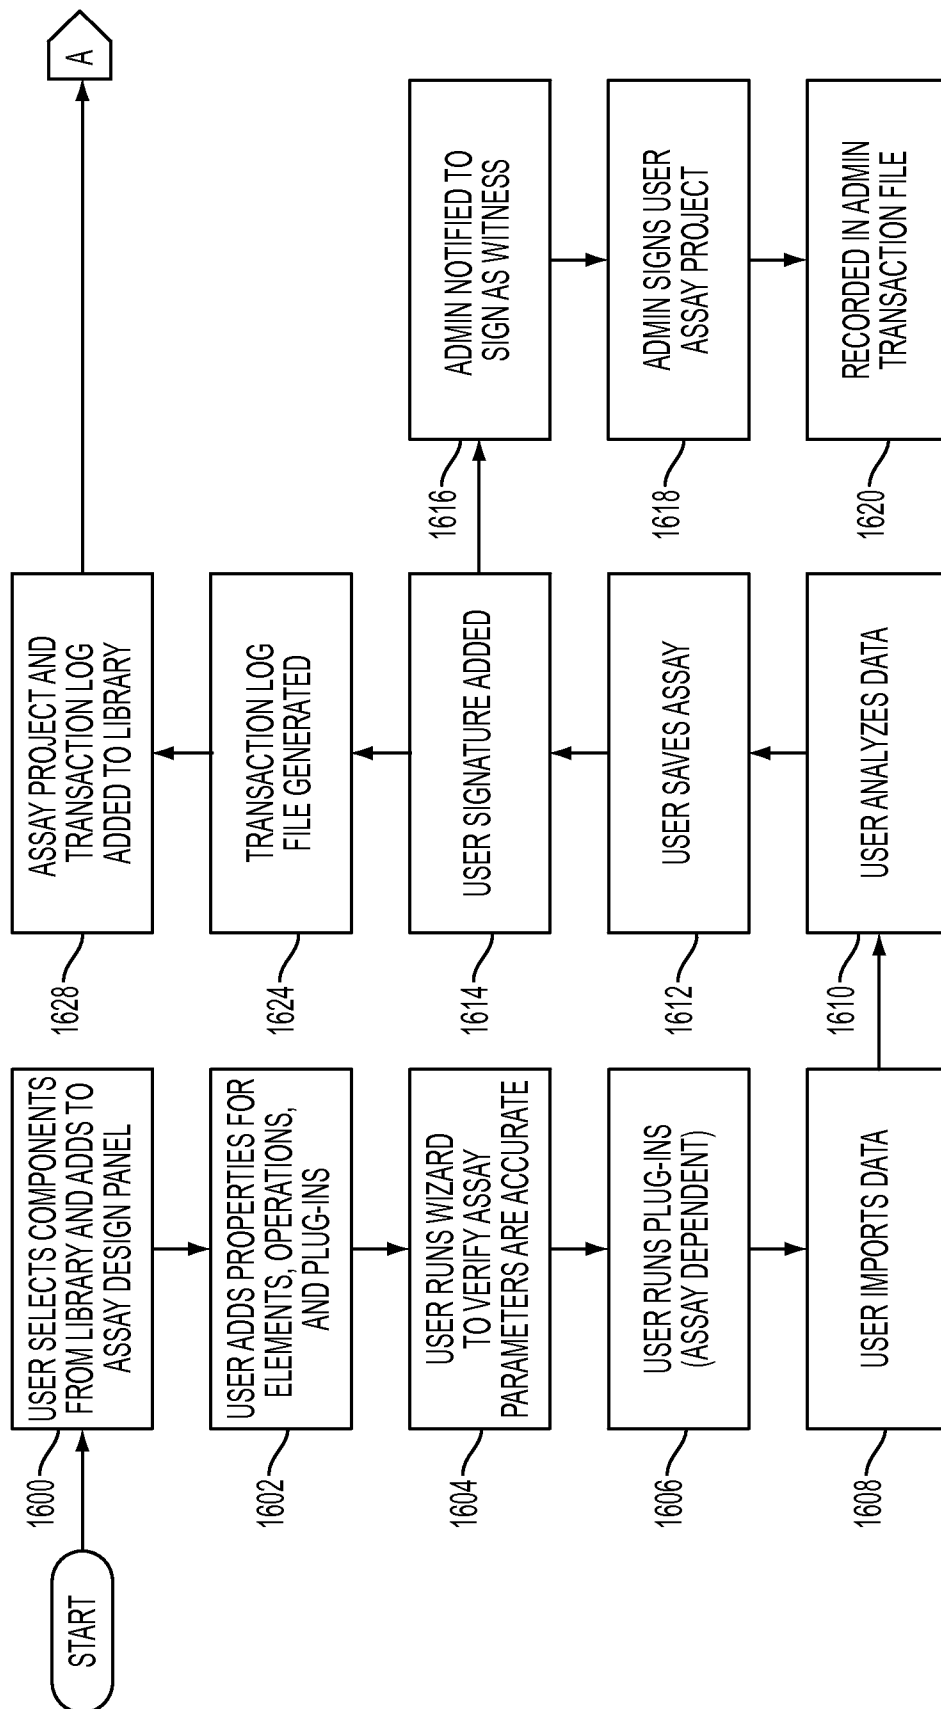 START
1600
USER SELECTS COMPONENTS
FROM LIBRARY AND ADDS TO
ASSAY DESIGN PANEL
1602
USER ADDS PROPERTIES FOR
ELEMENTS, OPERATIONS,
AND PLUG-INS
1604
USER RUNS WIZARD
TO VERIFY ASSAY
PARAMETERS ARE ACCURATE
1606
USER RUNS PLUG-INS
(ASSAY DEPENDENT)
1608
USER IMPORTS DATA
1610
USER ANALYZES DATA
1612
USER SAVES ASSAY
1614
USER SIGNATURE ADDED
1624
TRANSACTION LOG
FILE GENERATED
1628
ASSAY PROJECT AND
TRANSACTION LOG
ADDED TO LIBRARY
A
1616
ADMIN NOTIFIED TO
SIGN AS WITNESS
1618
ADMIN SIGNS USER
ASSAY PROJECT
1620
RECORDED IN ADMIN
TRANSACTION FILE